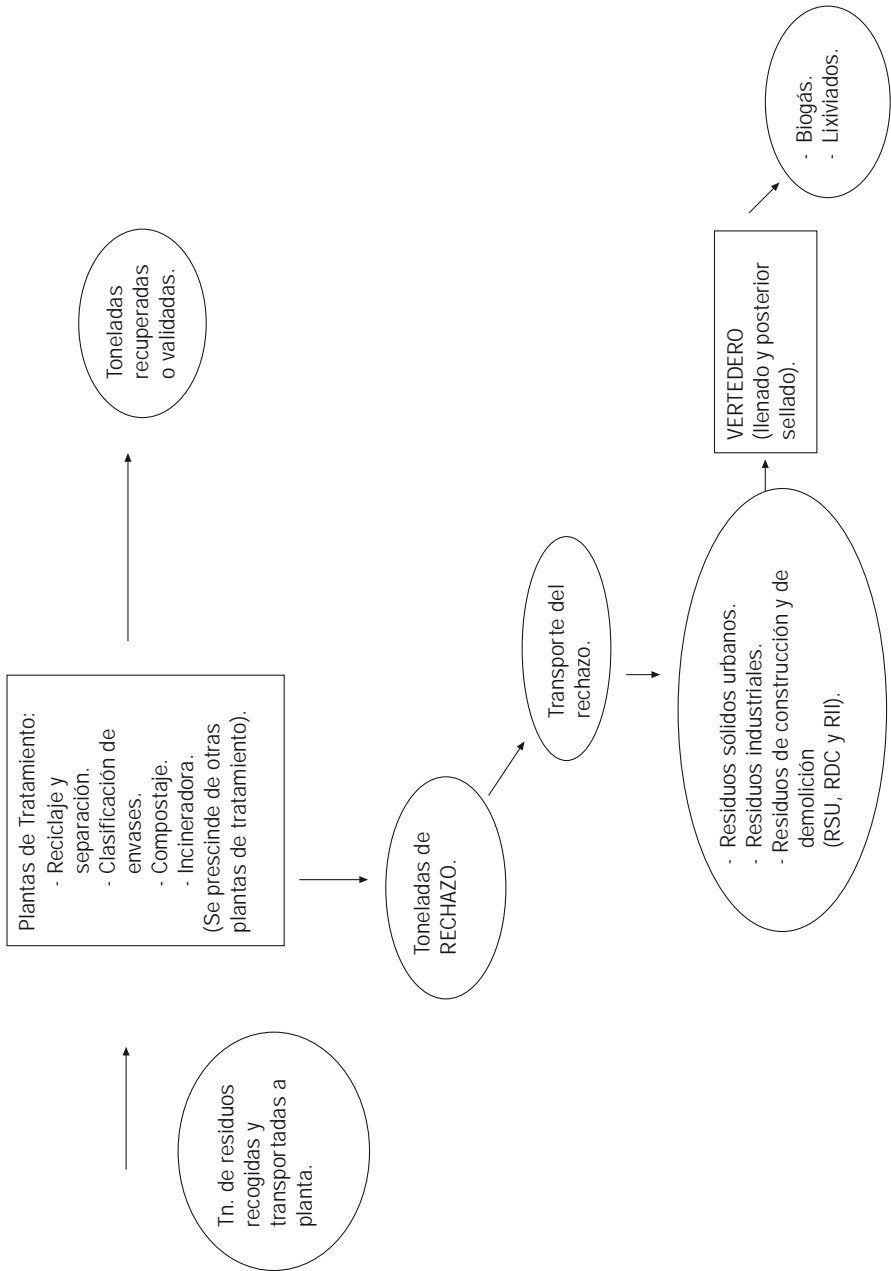 Tn. de residuos
recogidas y
transportadas a
planta.
Plantas de Tratamiento:
- Reciclaje y
separación.
- Clasificación de
envases.
- Compostaje.
- Incineradora.
(Se prescinde de otras
plantas de tratamiento).
Toneladas
recuperadas
o validadas.
Toneladas de
RECHAZO.
Transporte del
rechazo.
- Residuos sólidos urbanos.
- Residuos industriales.
- Residuos de construcción y de
demolición
(RSU, RDC y RII).
VERTEDERO
(llenado y posterior
sellado).
- Biogás.
- Lixiviados.